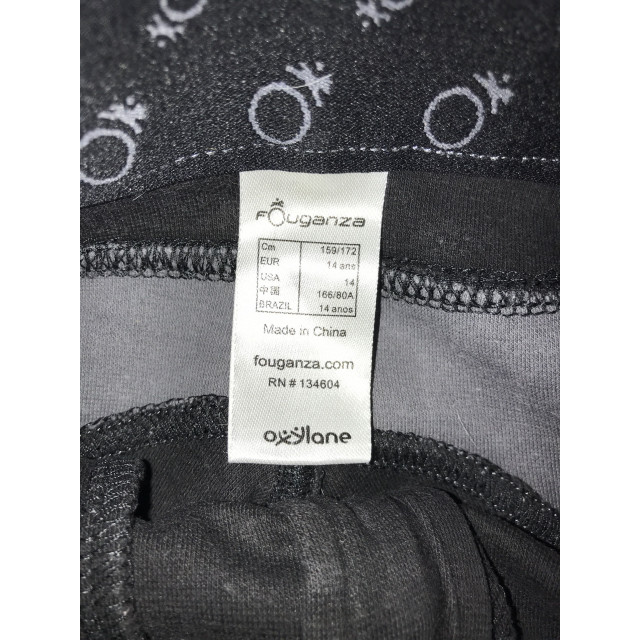 FOuganza
Cm 159/172
EUR 14 ans
USA 14
中国 166/80A
BRAZIL 14 anos
Made in China
fouganza.com
RN # 134604
oxylane